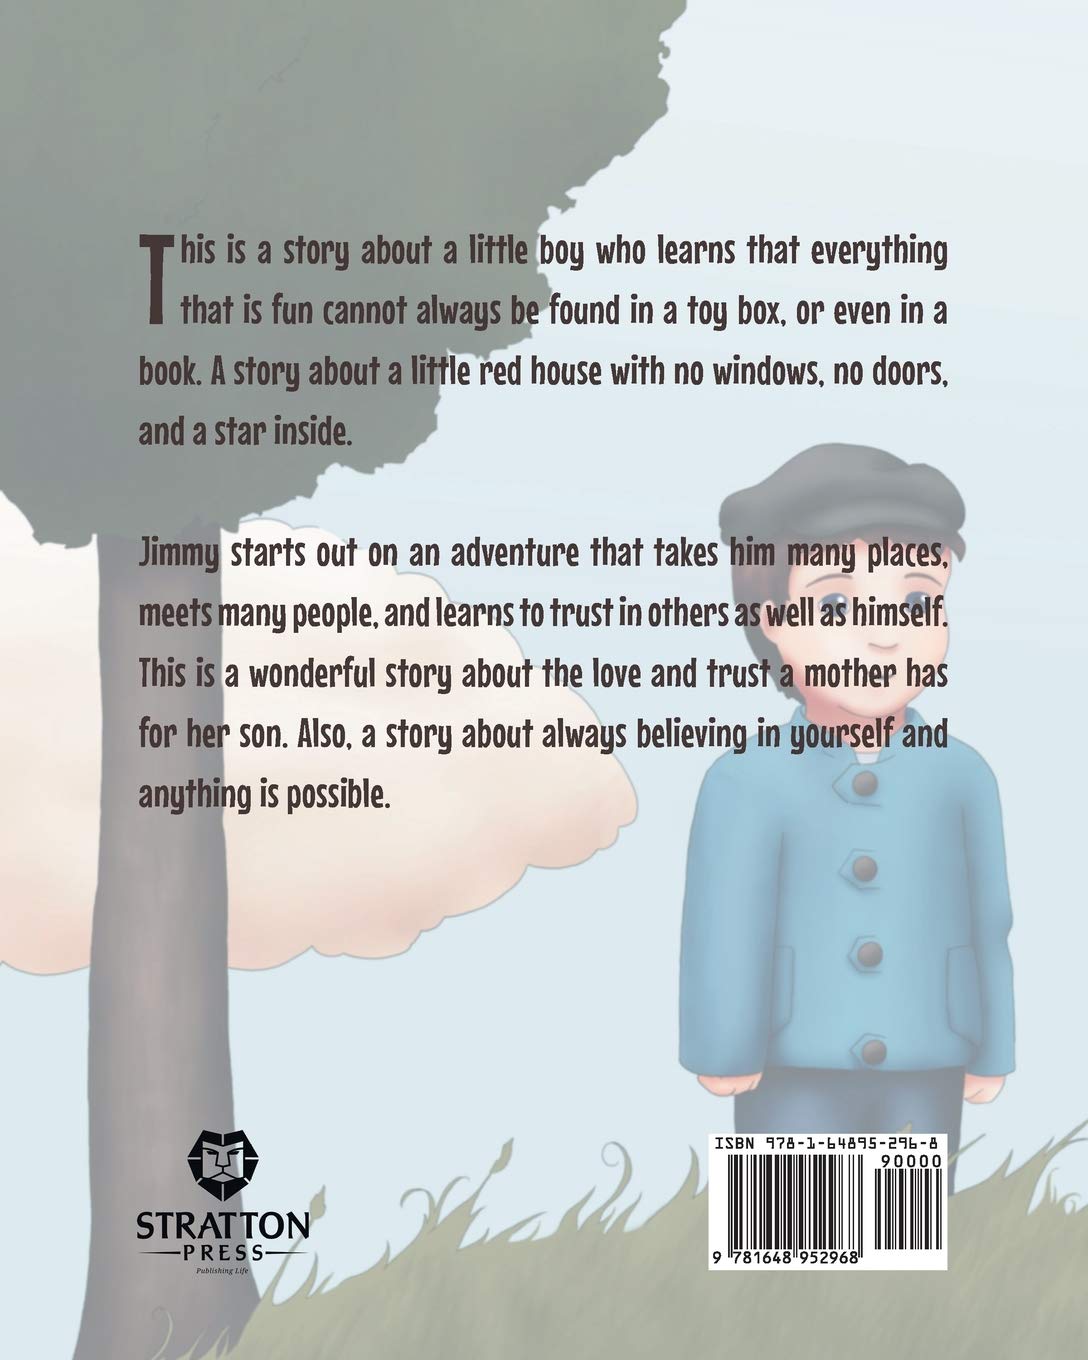 This is a story about a little boy who learns that everything
that is fun cannot always be found in a toy box, or even in a
book. A story about a little red house with no windows, no doors,
and a star inside.
Jimmy starts out on an adventure that takes him many places,
meets many people, and learns to trust in others as well as himself.
This is a wonderful story about the love and trust a mother has
for her son. Also, a story about always believing in yourself and
anything is possible.
STRATTON
PRESS
Publishing Life
ISBN 978-1-64895-296-8
90000
9 781648 952968